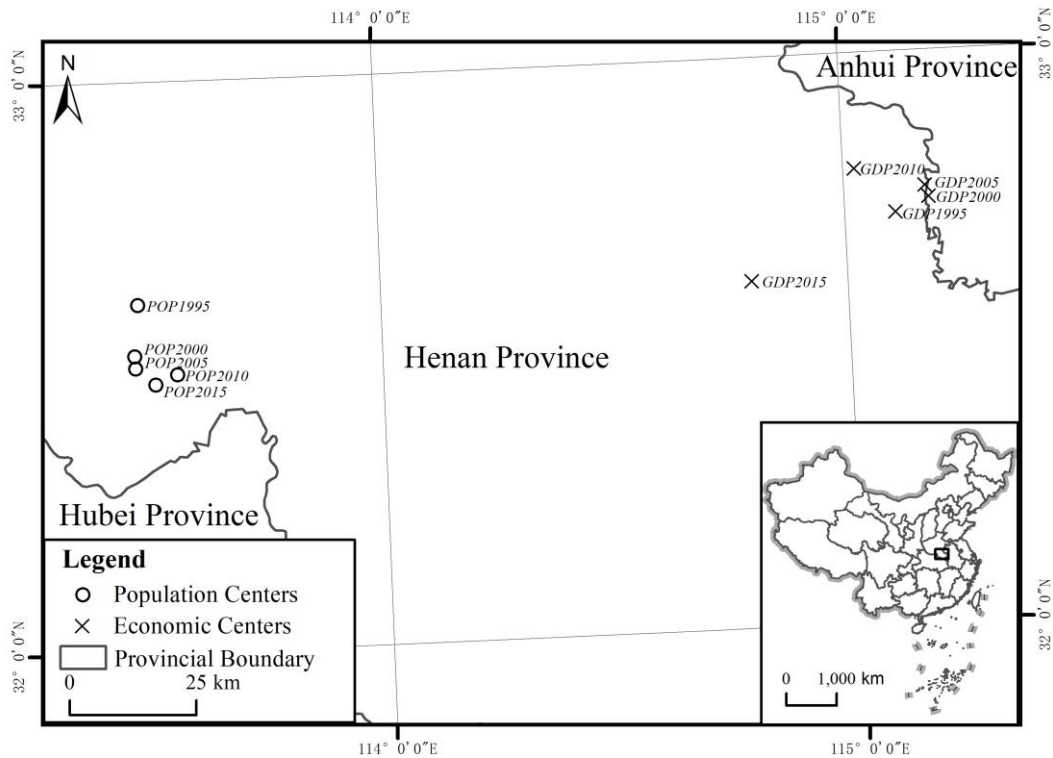 114° 0′0″E
115° 0′0″E
33° 0′0″N
33° 0′0″N
N
Anhui Province
GDP2010
GDP2005
GDP2000
GDP1995
GDP2015
POP1995
Henan Province
POP2000
POP2005
POP2010
POP2015
Hubei Province
Legend
Population Centers
Economic Centers
Provincial Boundary
0 25 km
0 1,000 km
32° 0′0″N
32° 0′0″N
114° 0′0″E
115° 0′0″E